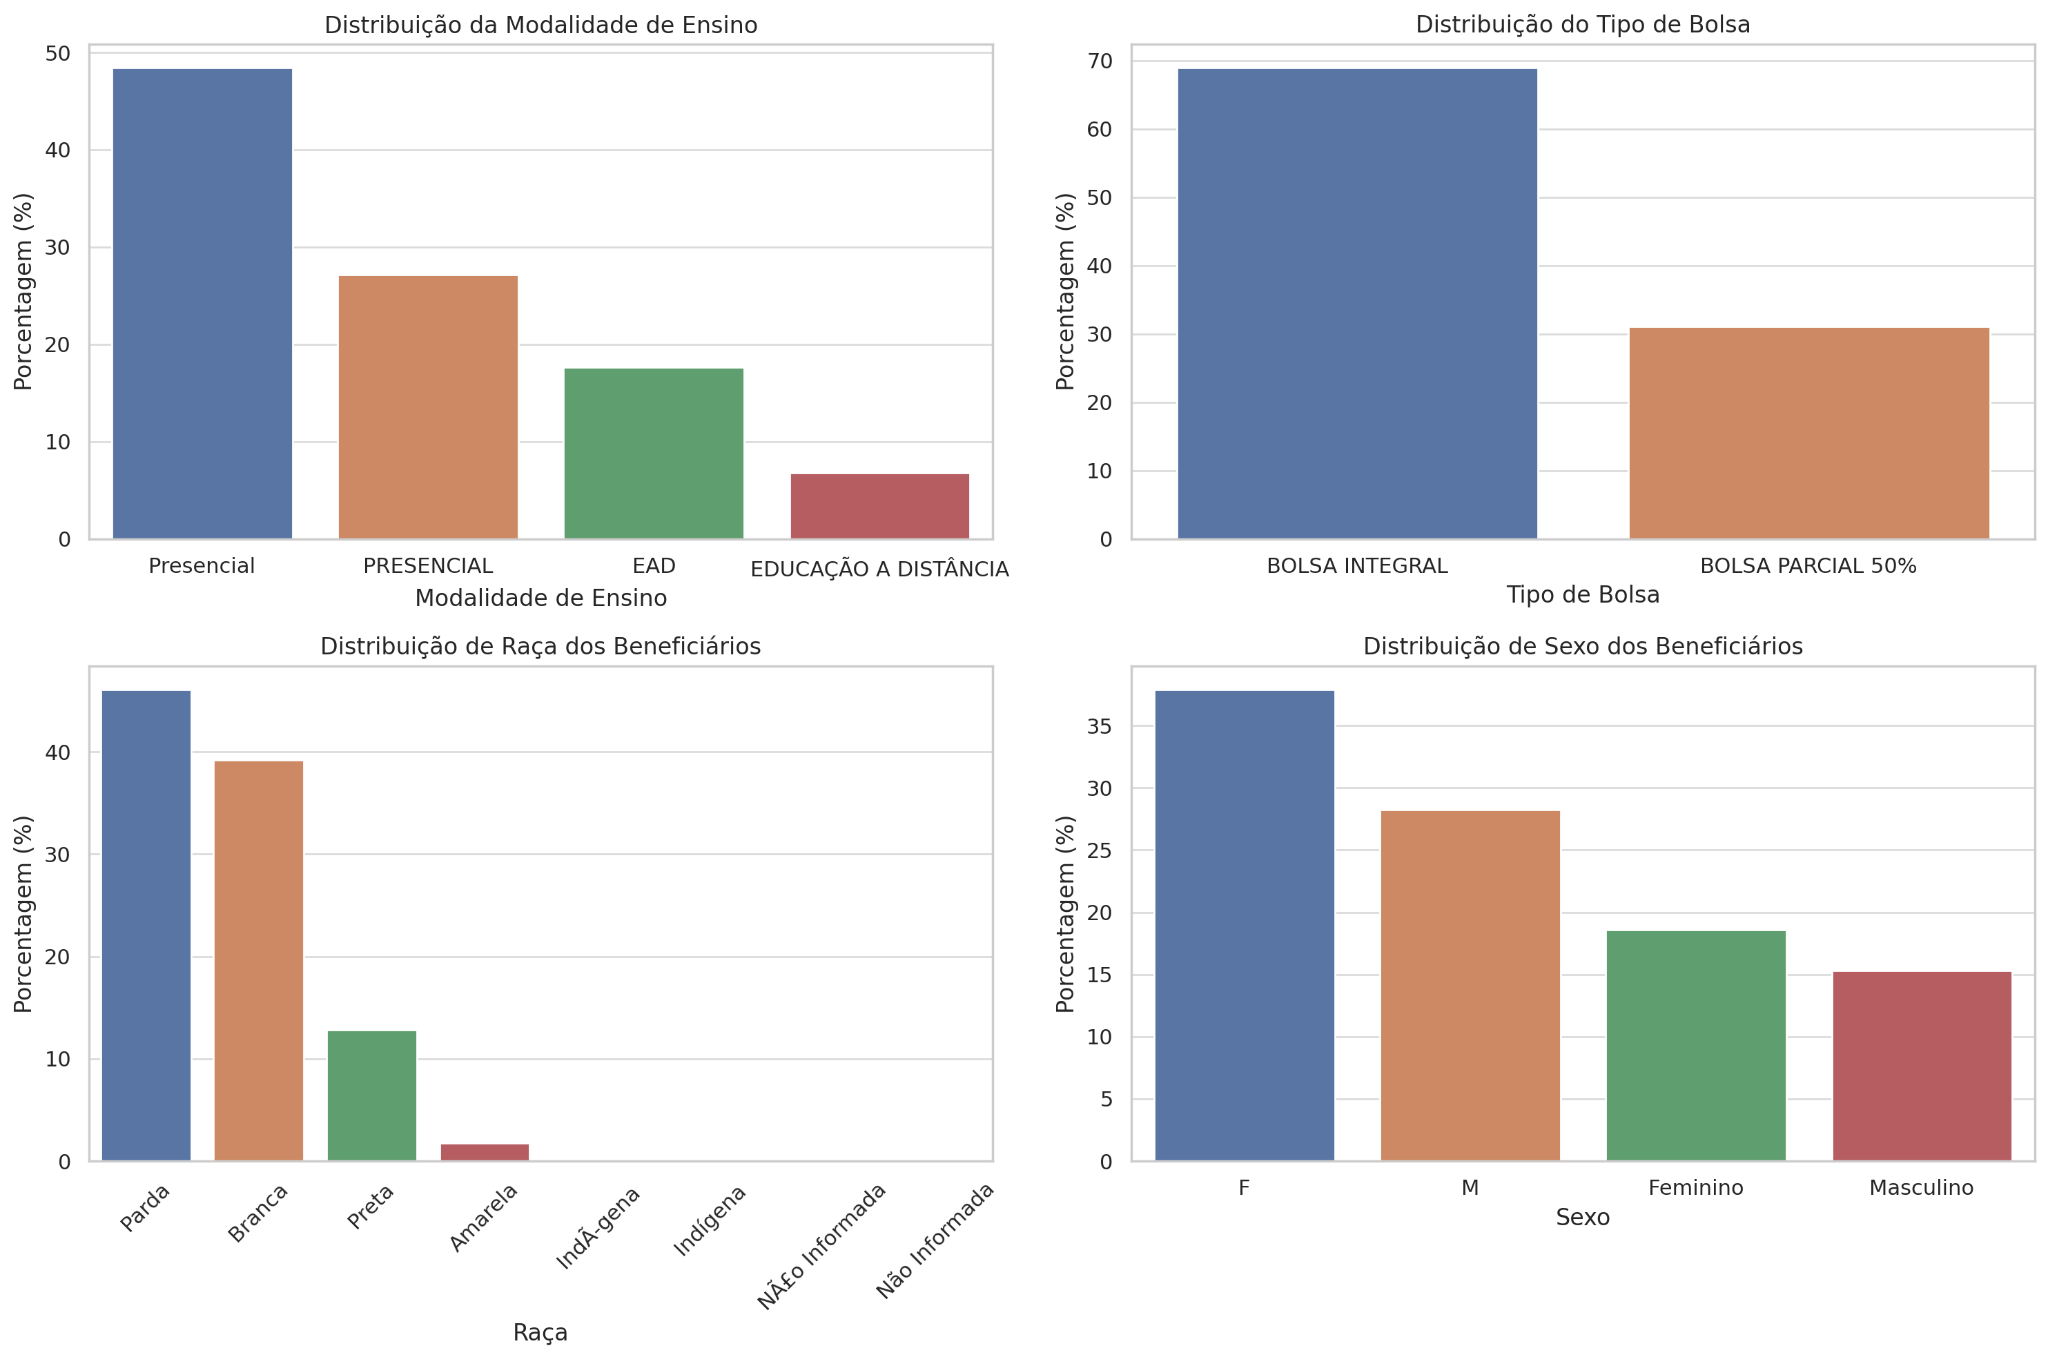 Distribuição da Modalidade de Ensino
Porcentagem (%)
50
40
30
20
10
0
Presencial
PRESENCIAL
EAD
EDUCAÇÃO A DISTÂNCIA
Modalidade de Ensino
Distribuição do Tipo de Bolsa
Porcentagem (%)
70
60
50
40
30
20
10
0
BOLSA INTEGRAL
BOLSA PARCIAL 50%
Tipo de Bolsa
Distribuição de Raça dos Beneficiários
Porcentagem (%)
40
30
20
10
0
Parda
Branca
Preta
Amarela
IndÃ-gena
Indígena
NÃ£o Informada
Não Informada
Raça
Distribuição de Sexo dos Beneficiários
Porcentagem (%)
35
30
25
20
15
10
5
0
F
M
Feminino
Masculino
Sexo